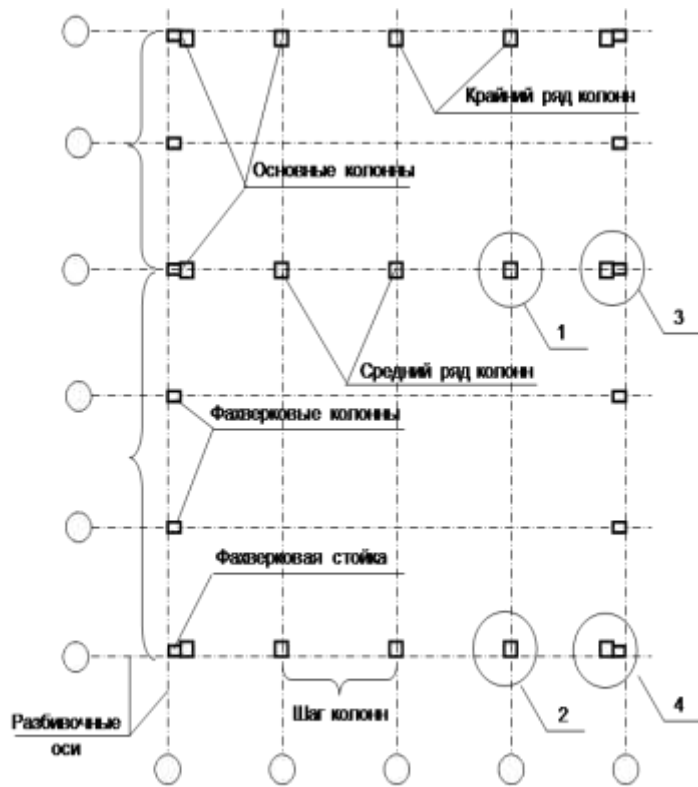 Крайний ряд колонн
Основные колонны
3
1
Средний ряд колонн
Фахверковые колонны
Фахверковая стойка
Шаг колонн
2
4
Разбивочные
оси